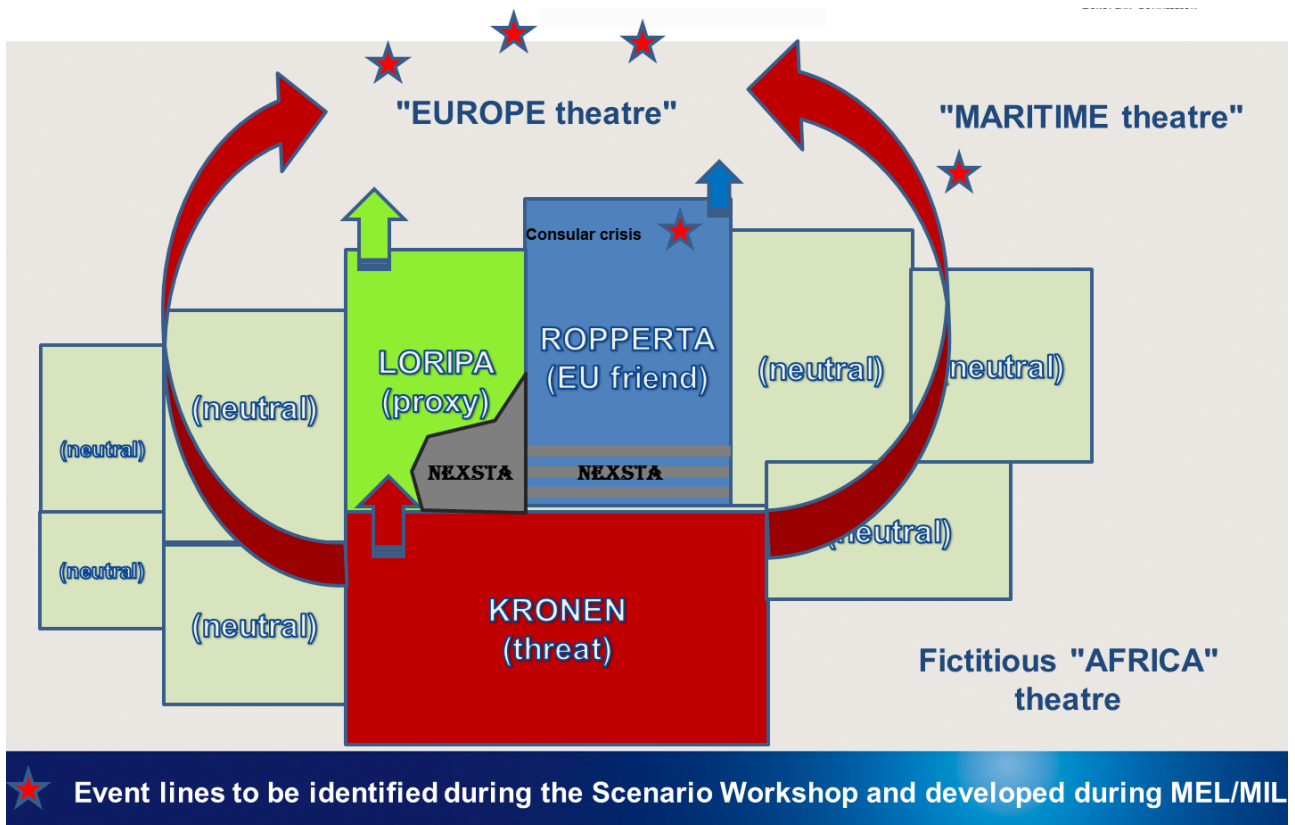 "EUROPE theatre"
"MARITIME theatre"
Consular crisis
ROPPERTA
(EU friend)
LORIPA
(proxy)
(neutral)
(neutral)
(neutral)
(neutral)
(neutral)
NEXSTA
NEXSTA
(neutral)
(neutral)
KRONEN
(threat)
(neutral)
Fictitious "AFRICA"
theatre
Event lines to be identified during the Scenario Workshop and developed during MEL/MIL